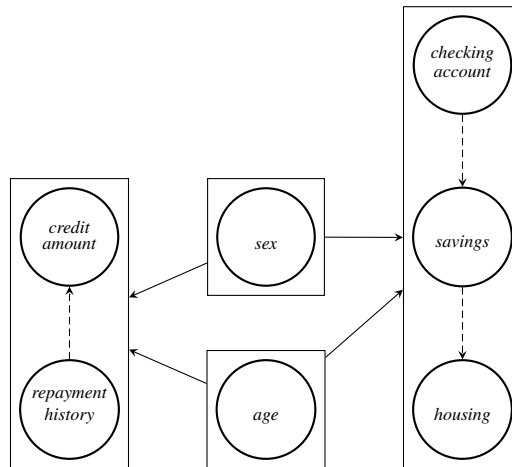 checking
account
credit
amount
sex
savings
repayment
history
age
housing